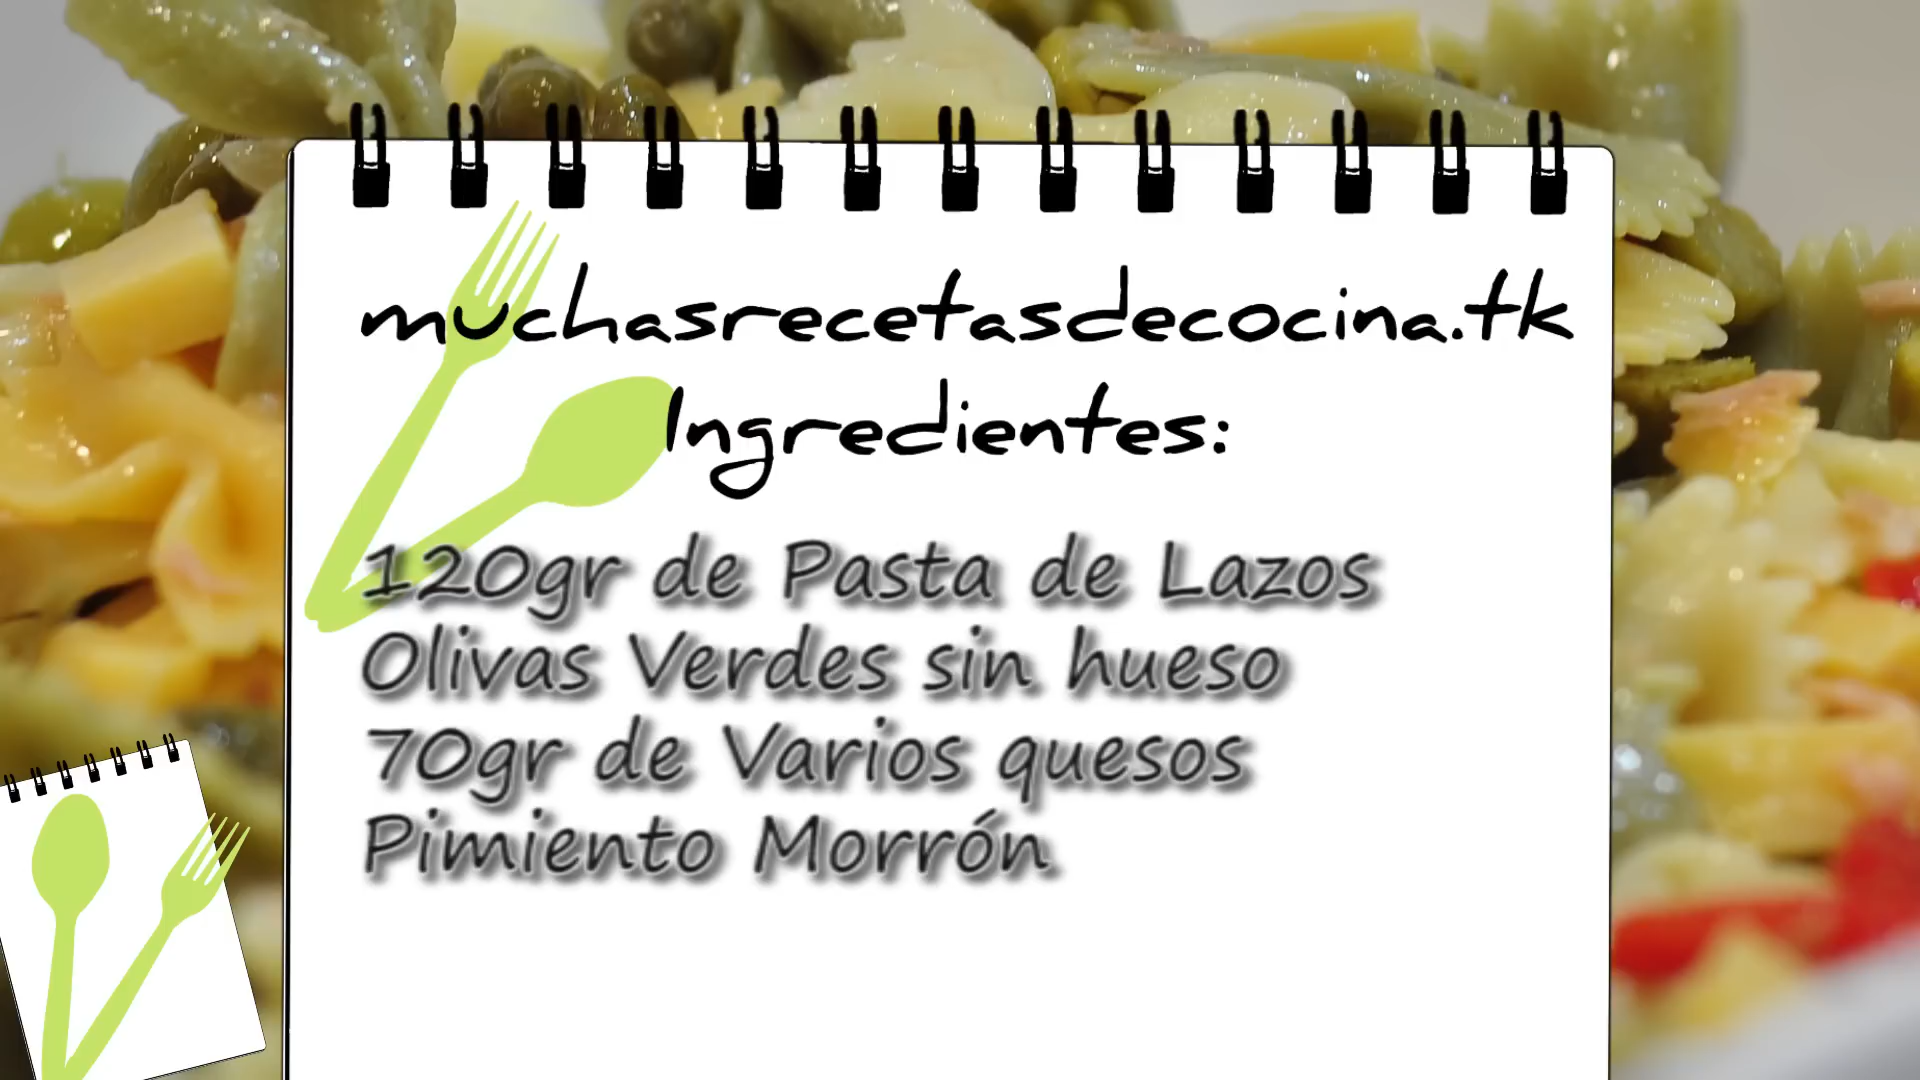 muchasrecetasdecocina.tk
Ingredientes:
120gr de Pasta de Lazos
Olivas Verdes sin hueso
70gr de Varios quesos
Pimiento Morrón